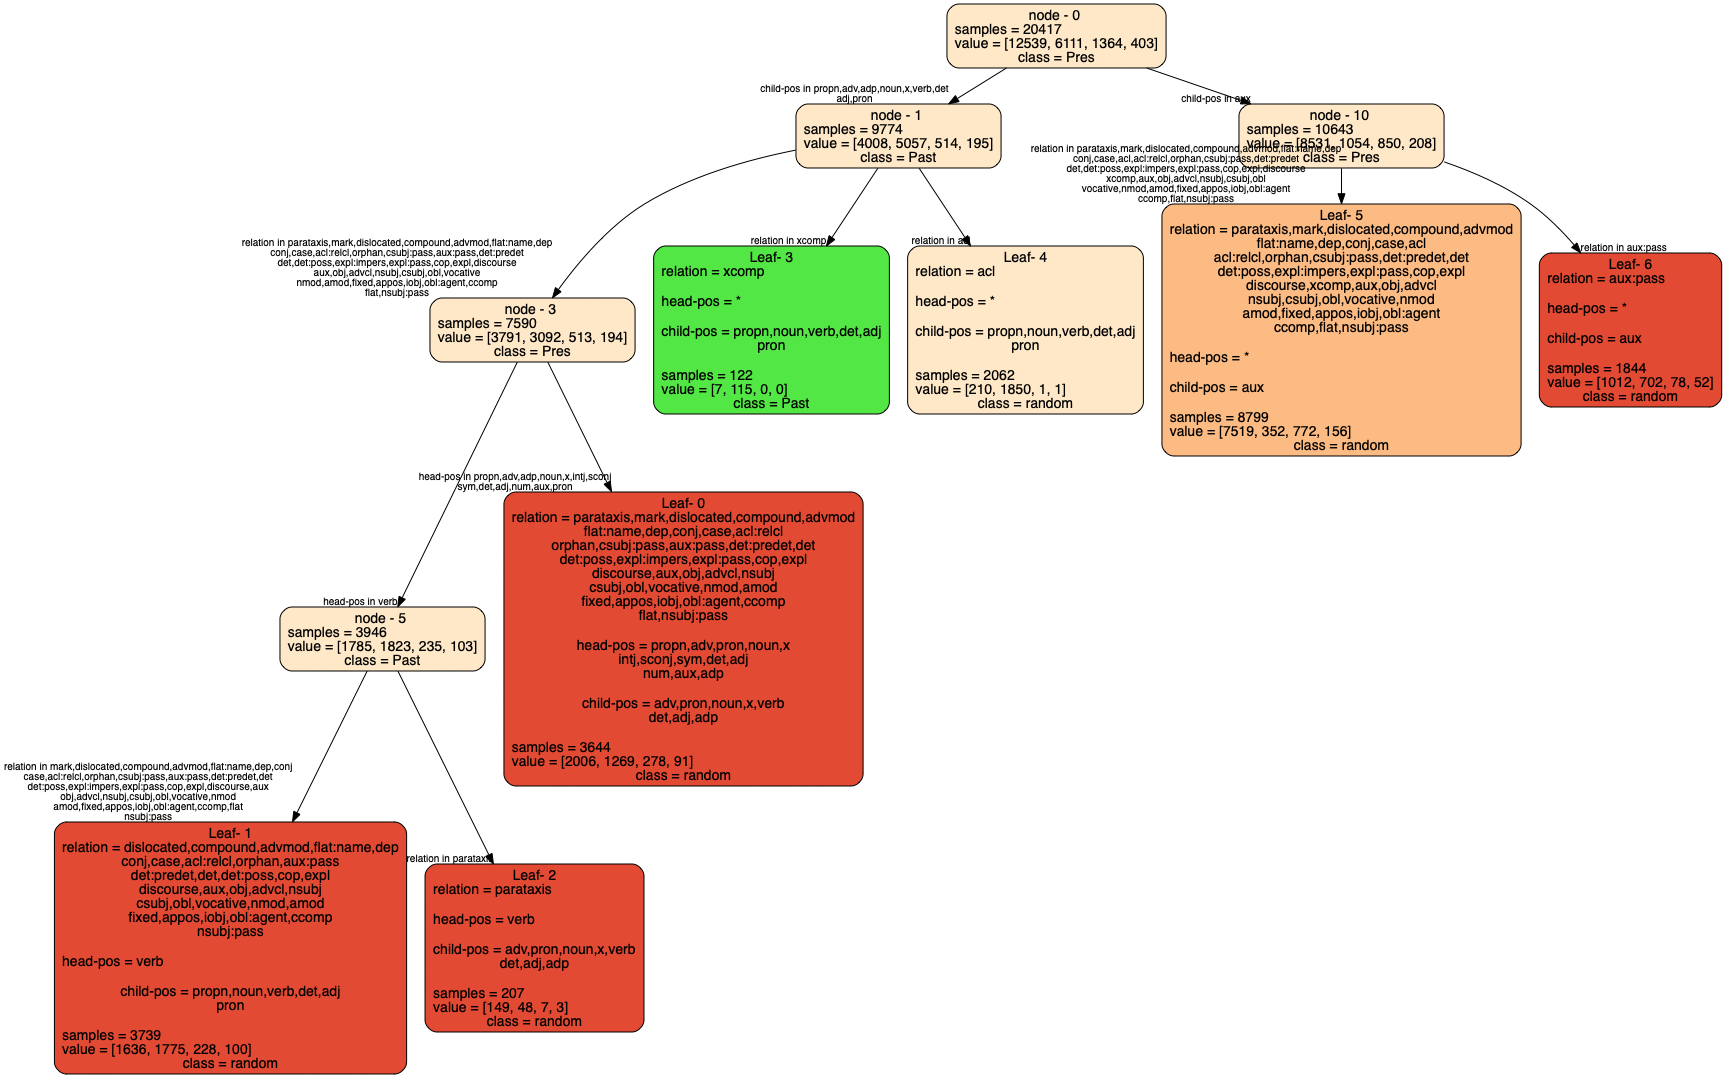 node - 0
samples = 20417
value = [12539, 6111, 1364, 403]
class = Pres
child-pos in propn,adv,adp,noun,x,verb,det
adj,pron
child-pos in aux
node - 1
samples = 9774
value = [4008, 5057, 514, 195]
class = Past
node - 10
samples = 10643
value = [8531, 1054, 850, 208]
class = Pres
relation in parataxis,mark,dislocated,compound,advmod,flat:name,dep
conj,case,acl:relcl,orphan,csubj:pass,aux:pass,det:predet
det,det:poss,expl:impers,expl:pass,cop,expl,discourse
aux,obj,advcl,nsubj,csubj,obl,vocative
nmod,amod,fixed,appos,iobj,obl:agent,ccomp
flat,nsubj:pass
relation in xcomp
relation in
relation in parataxis,mark,dislocated,compound,advmod,flat:name,dep
conj,case,acl,acl:relcl,orphan,csubj:pass,det:predet
det,det:poss,expl:impers,expl:pass,cop,expl,discourse
xcomp,aux,obj,advcl,nsubj,csubj,obl
vocative,nmod,amod,fixed,appos,iobj,obl:agent
ccomp,flat,nsubj:pass
relation in aux:pass
node - 3
samples = 7590
value = [3791, 3092, 513, 194]
class = Pres
Leaf- 3
relation = xcomp
head-pos = *
child-pos = propn,noun,verb,det,adj
pron
samples = 122
value = [7, 115, 0, 0]
class = Past
Leaf- 4
relation = acl
head-pos = *
child-pos = propn,noun,verb,det,adj
pron
samples = 2062
value = [210, 1850, 1, 1]
class = random
Leaf- 5
relation = parataxis,mark,dislocated,compound,advmod
flat:name,dep,conj,case,acl
acl:relcl,orphan,csubj:pass,det:predet,det
det:poss,expl:impers,expl:pass,cop,expl
discourse,xcomp,aux,obj,advcl
nsubj,csubj,obl,vocative,nmod
amod,fixed,appos,iobj,obl:agent
ccomp,flat,nsubj:pass
head-pos = *
child-pos = aux
samples = 8799
value = [7519, 352, 772, 156]
class = random
Leaf- 6
relation = aux:pass
head-pos = *
child-pos = aux
samples = 1844
value = [1012, 702, 78, 52]
class = random
head-pos in verb
head-pos in propn,adv,adp,noun,x,intj,sconj
sym,det,adj,num,aux,pron
node - 5
samples = 3946
value = [1785, 1823, 235, 103]
class = Past
Leaf- 0
relation = parataxis,mark,dislocated,compound,advmod
flat:name,dep,conj,case,acl:relcl
orphan,csubj:pass,aux:pass,det:predet,det
det:poss,expl:impers,expl:pass,cop,expl
discourse,aux,obj,advcl,nsubj
csubj,obl,vocative,nmod,amod
fixed,appos,iobj,obl:agent,ccomp
flat,nsubj:pass
head-pos = propn,adv,pron,noun,x
intj,sconj,sym,det,adj
num,aux,adp
child-pos = adv,pron,noun,x,verb
det,adj,adp
samples = 3644
value = [2006, 1269, 278, 91]
class = random
relation in mark,dislocated,compound,advmod,flat:name,dep,conj
case,acl:relcl,orphan,csubj:pass,aux:pass,det:predet,det
det:poss,expl:impers,expl:pass,cop,expl,discourse,aux
obj,advcl,nsubj,csubj,obl,vocative,nmod
amod,fixed,appos,iobj,obl:agent,ccomp,flat
nsubj:pass
relation in parataxis
Leaf- 1
relation = dislocated,compound,advmod,flat:name,dep
conj,case,acl:relcl,orphan,aux:pass
det:predet,det,det:poss,cop,expl
discourse,aux,obj,advcl,nsubj
csubj,obl,vocative,nmod,amod
fixed,appos,iobj,obl:agent,ccomp
nsubj:pass
head-pos = verb
child-pos = propn,noun,verb,det,adj
pron
samples = 3739
value = [1636, 1775, 228, 100]
class = random
Leaf- 2
relation = parataxis
head-pos = verb
child-pos = adv,pron,noun,x,verb
det,adj,adp
samples = 207
value = [149, 48, 7, 3]
class = random